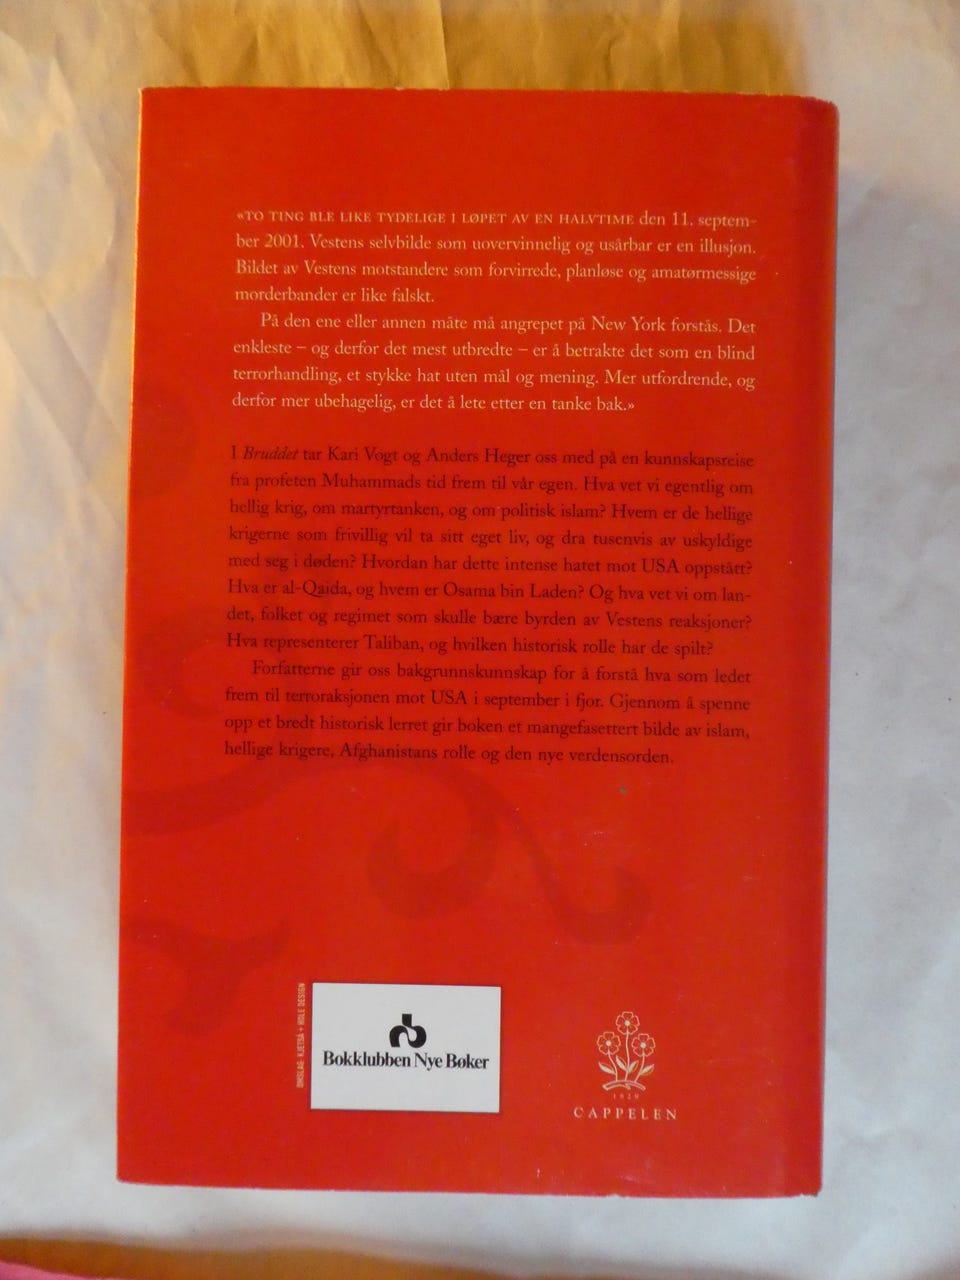 «TO TING BLE LIKE TYDELIGE I LØPET AV EN HALVTIME den 11. septem-
ber 2001. Vestens selvbilde som uovervinnelig og usårbar er en illusjon.
Bildet av Vestens motstandere som forvirrede, planløse og amatørmessige
morderbander er like falskt.
På den ene eller annen måte må angrepet på New York forstås. Det
enkleste – og derfor det mest utbredte – er å betrakte det som en blind
terrorhandling, et stykke hat uten mål og mening. Mer utfordrende, og
derfor mer ubehagelig, er det å lete etter en tanke bak.»
I Bruddet tar Kari Vogt og Anders Heger oss med på en kunnskapsreise
fra profeten Muhammads tid frem til vår egen. Hva vet vi egentlig om
hellig krig, om martyrtanken, og om politisk islam? Hvem er de hellige
krigerne som frivillig vil ta sitt eget liv, og dra tusenvis av uskyldige
med seg i døden? Hvordan har dette intense hatet mot USA oppstått?
Hva er al-Qaida, og hvem er Osama bin Laden? Og hva vet vi om lan-
det, folket og regimet som skulle bære byrden av Vestens reaksjoner?
Hva representerer Taliban, og hvilken historisk rolle har de spilt?
Forfatterne gir oss bakgrunnskunnskap for å forstå hva som ledet
frem til terroraksjonen mot USA i september i fjor. Gjennom å spenne
opp et bredt historisk lerret gir boken et mangefasettert bilde av islam,
hellige krigere, Afghanistans rolle og den nye verdensorden.
OMSLAG: KJETSÅ + HOLE DESIGN
Bokklubben Nye Bøker
1829
CAPPELEN